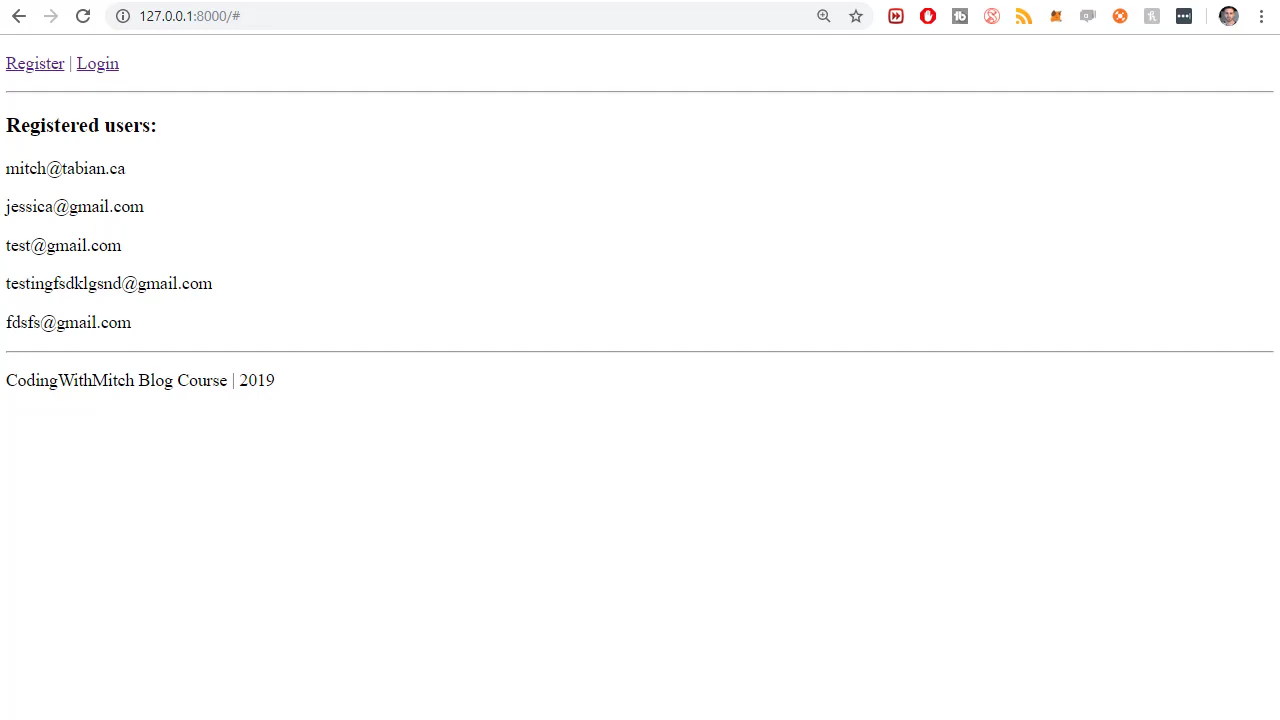 127.0.0.1:8000/#
Register | Login
Registered users:
mitch@tabian.ca
jessica@gmail.com
test@gmail.com
testingfsdklgsnd@gmail.com
fdsfs@gmail.com
CodingWithMitch Blog Course | 2019